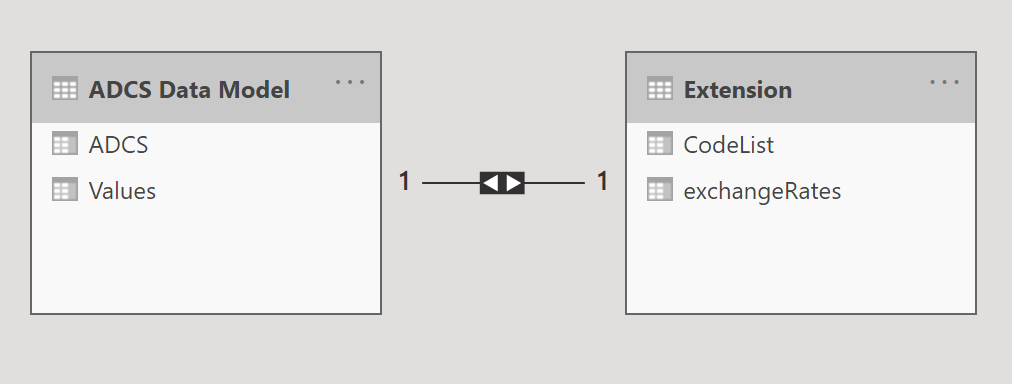 ADCS Data Model
ADCS
Values
1
1
Extension
CodeList
exchangeRates